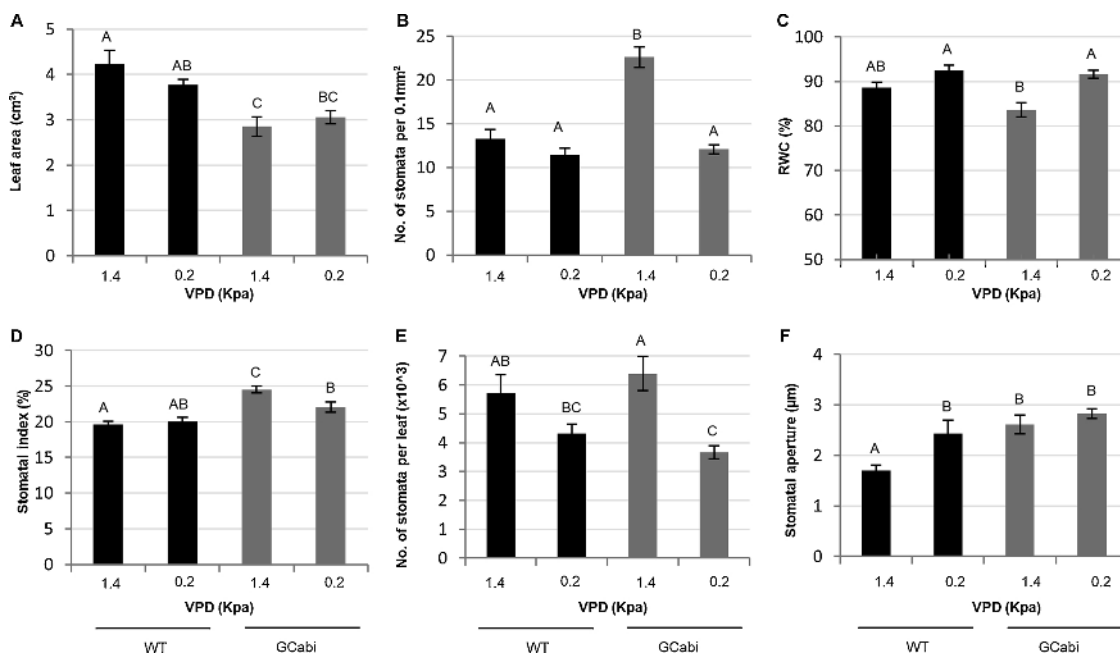 A
Leaf area (cm²)
5
4
3
2
1
0
A
AB
C
BC
1.4
0.2
1.4
0.2
VPD (Kpa)
B
No. of stomata per 0.1mm²
25
20
15
10
5
0
A
A
B
A
1.4
0.2
1.4
0.2
VPD (Kpa)
C
RWC (%)
100
90
80
70
60
50
AB
A
B
A
1.4
0.2
1.4
0.2
VPD (Kpa)
D
Stomatal index (%)
30
25
20
15
10
5
0
A
AB
C
B
1.4
0.2
1.4
0.2
VPD (Kpa)
WT
GCabi
E
No. of stomata per leaf (x10^3)
7
6
5
4
3
2
1
0
AB
BC
A
C
1.4
0.2
1.4
0.2
VPD (Kpa)
WT
GCabi
F
Stomatal aperture (µm)
4
3
2
1
0
A
B
B
B
1.4
0.2
1.4
0.2
VPD (Kpa)
WT
GCabi